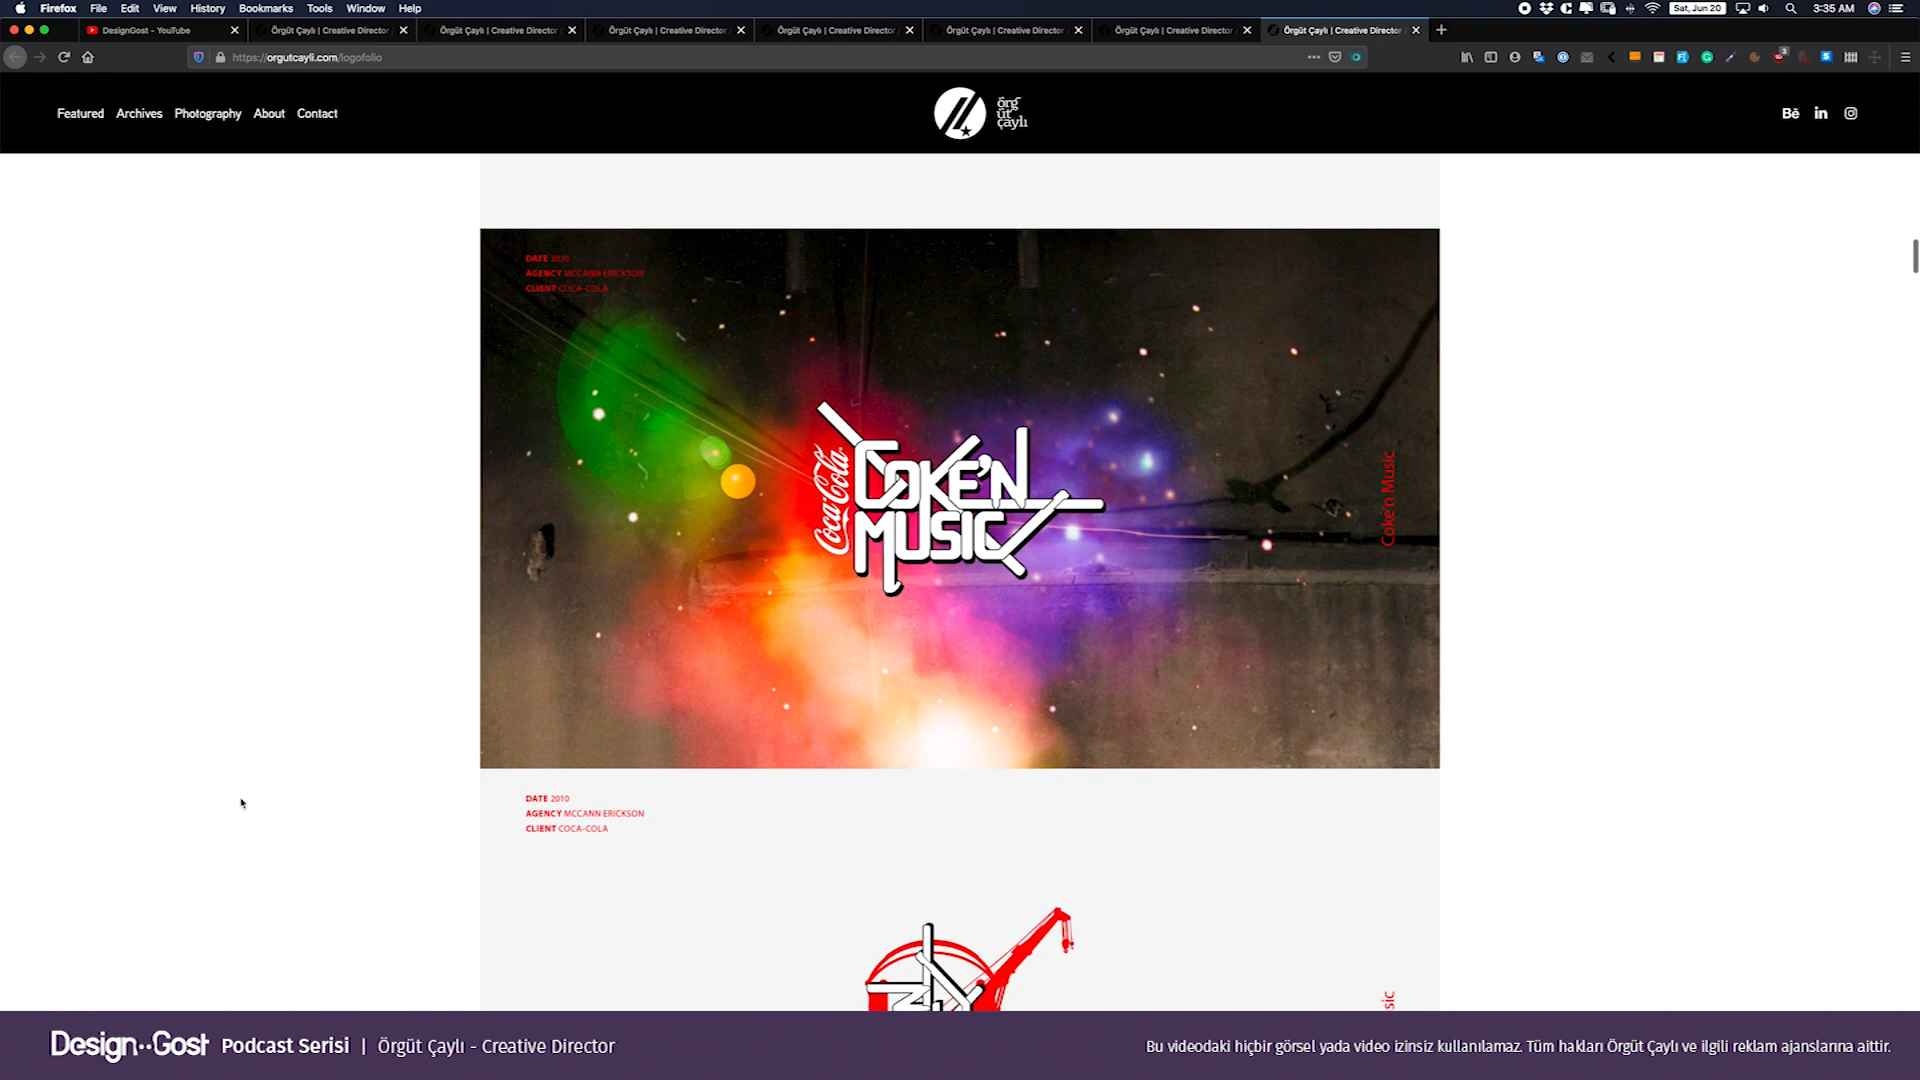 Firefox File Edit View History Bookmarks Tools Window Help
Sat, Jun 20 3:35 AM
DesignGost - YouTube
Örgüt Çaylı | Creative Director
Örgüt Çaylı | Creative Director
Örgüt Çaylı | Creative Director
Örgüt Çaylı | Creative Director
Örgüt Çaylı | Creative Director
Örgüt Çaylı | Creative Director
Örgüt Çaylı | Creative Director
https://orgutcayli.com/logofolio
3
Featured Archives Photography About Contact
örg
üt
çaylı
Bē in
DATE 2010
AGENCY MCCANN ERICKSON
CLIENT COCA-COLA
Coca-Cola
COKE'N
MUSIC
Coke'n Music
DATE 2010
AGENCY MCCANN ERICKSON
CLIENT COCA-COLA
sic
Design··Gost Podcast Serisi | Örgüt Çaylı - Creative Director
Bu videodaki hiçbir görsel yada video izinsiz kullanılamaz. Tüm hakları Örgüt Çaylı ve ilgili reklam ajanslarına aittir.